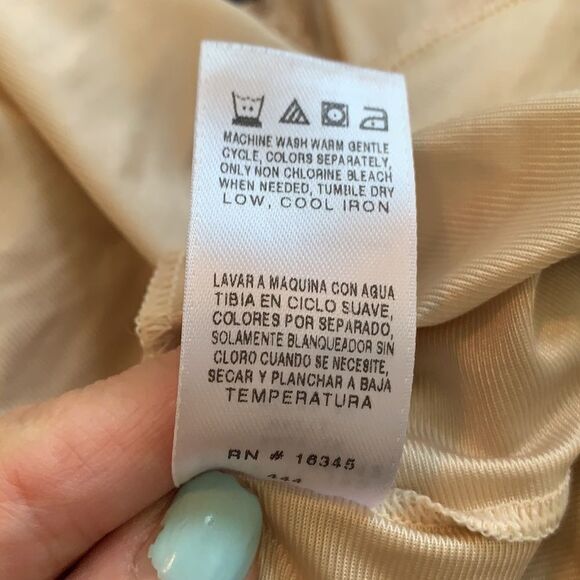 MACHINE WASH WARM GENTLE
CYCLE, COLORS SEPARATELY,
ONLY NON CHLORINE BLEACH
WHEN NEEDED, TUMBLE DRY
LOW, COOL IRON
LAVAR A MAQUINA CON AGUA
TIBIA EN CICLO SUAVE,
COLORES POR SEPARADO,
SOLAMENTE BLANQUEADOR SIN
CLORO CUANDO SE NECESITE,
SECAR Y PLANCHAR A BAJA
TEMPERATURA
RN # 16345